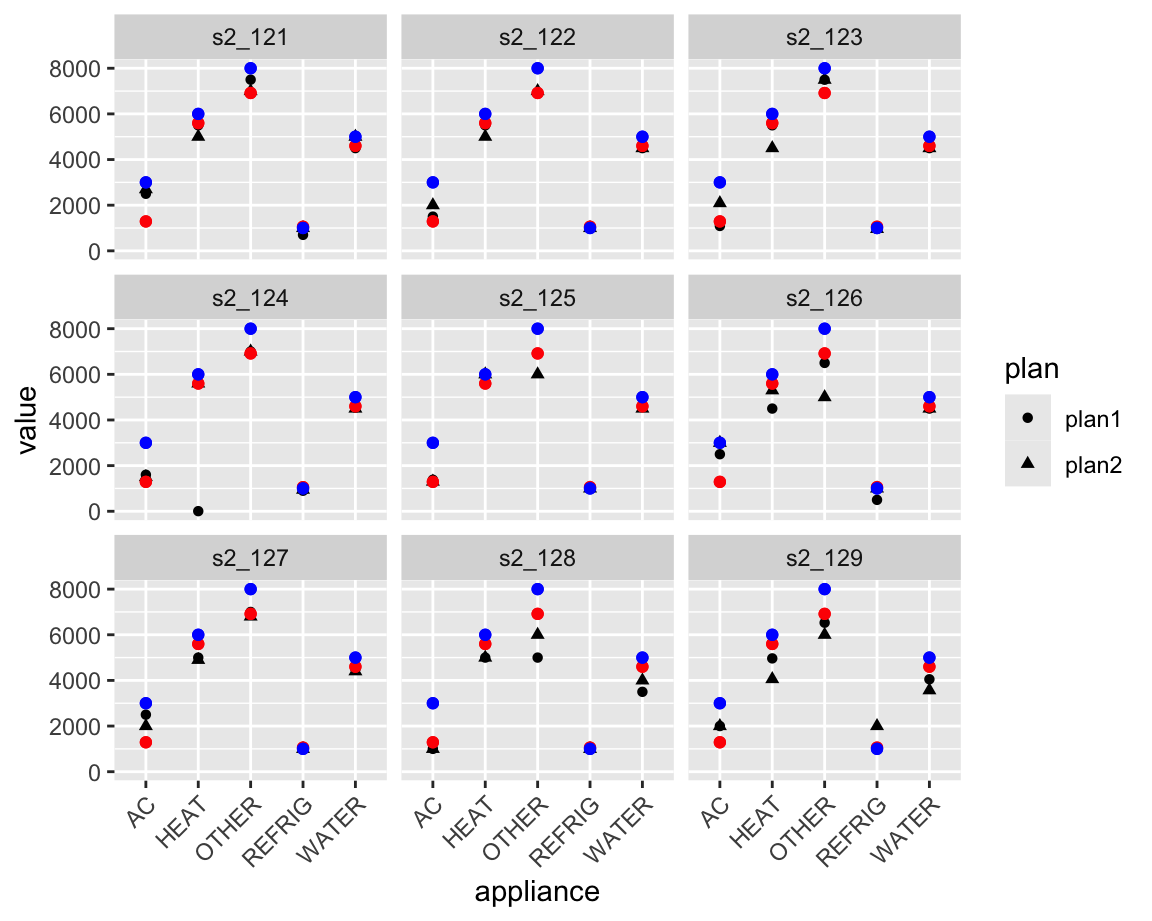 s2_121 s2_122 s2_123
8000
6000
4000
2000
0
s2_124 s2_125 s2_126
8000
6000
4000
2000
0
s2_127 s2_128 s2_129
8000
6000
4000
2000
0
AC HEAT OTHER REFRIG WATER AC HEAT OTHER REFRIG WATER AC HEAT OTHER REFRIG WATER
appliance
value
plan
plan1
plan2